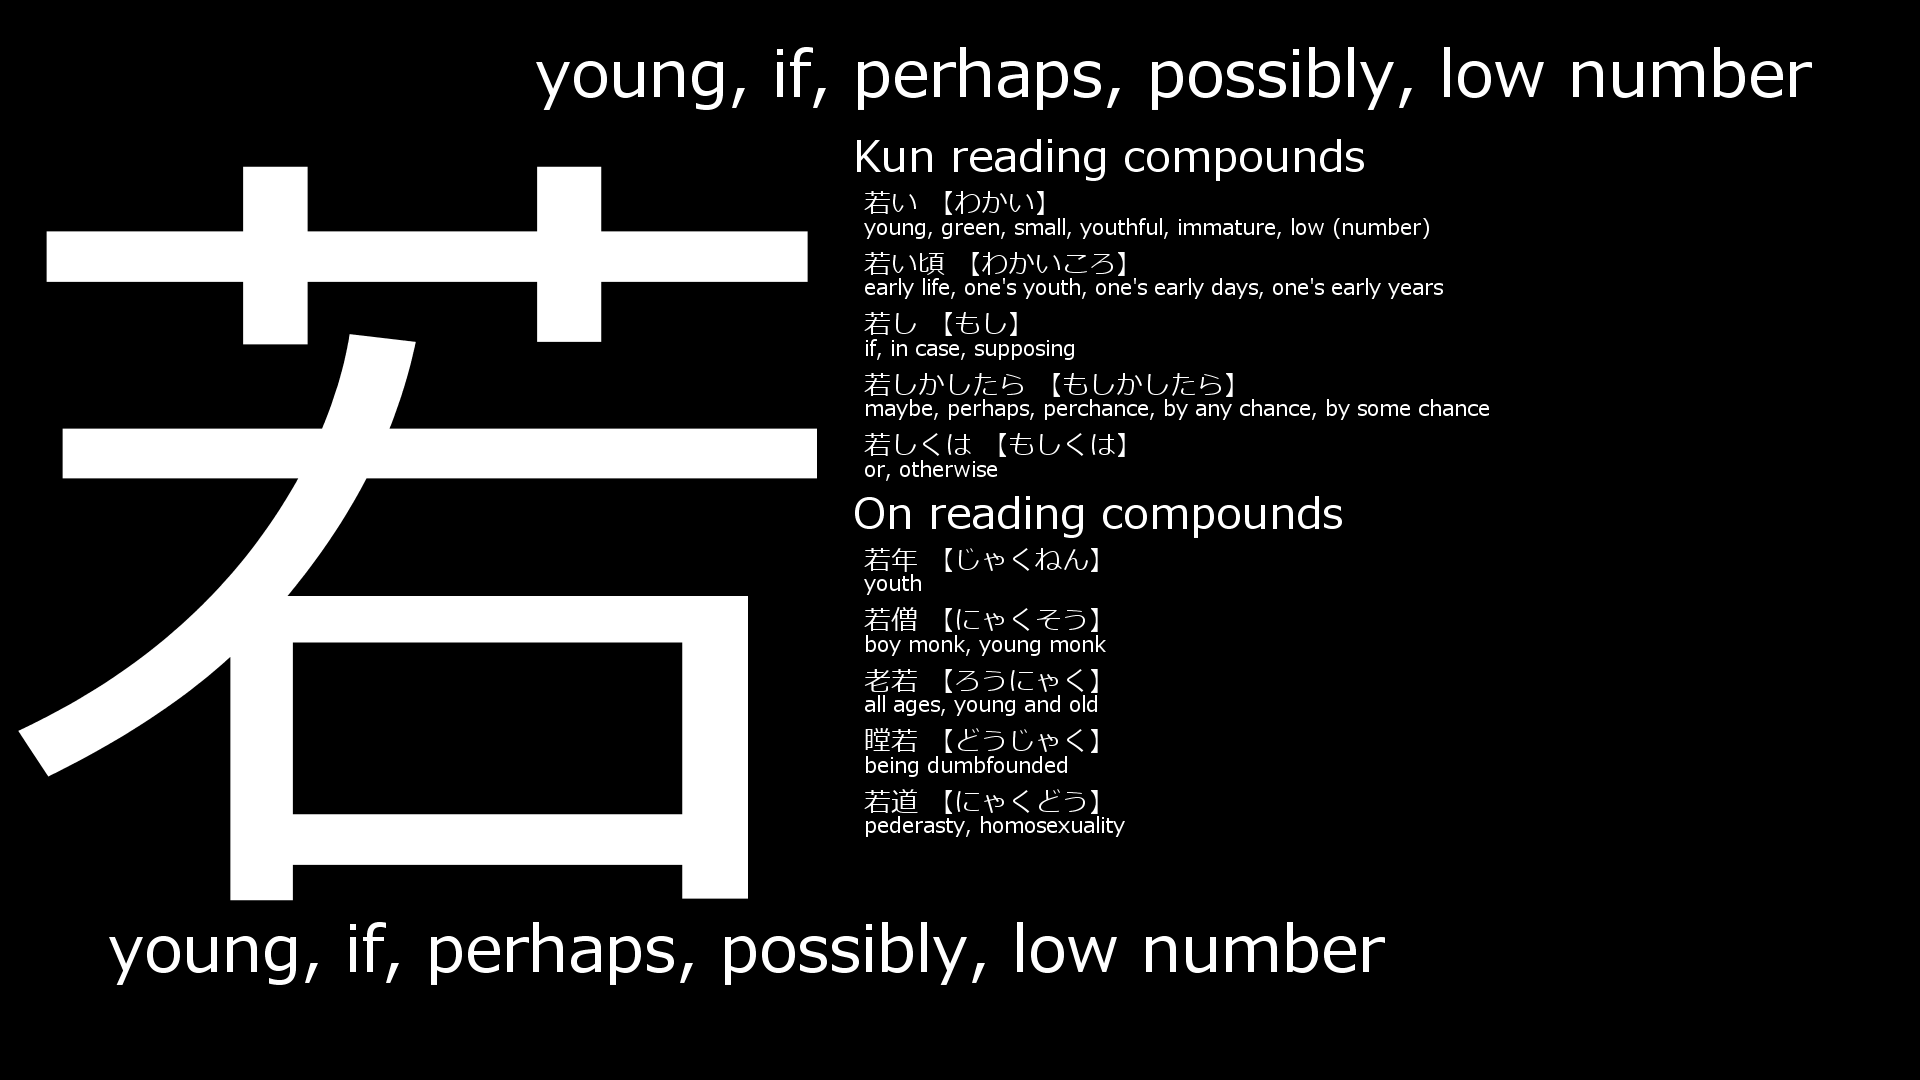 young, if, perhaps, possibly, low number
若
Kun reading compounds
若い 【わかい】
young, green, small, youthful, immature, low (number)
若い頃 【わかいころ】
early life, one's youth, one's early days, one's early years
若し 【もし】
if, in case, supposing
若しかしたら 【もしかしたら】
maybe, perhaps, perchance, by any chance, by some chance
若しくは 【もしくは】
or, otherwise
On reading compounds
若年 【じゃくねん】
youth
若僧 【にゃくそう】
boy monk, young monk
老若 【ろうにゃく】
all ages, young and old
瞠若 【どうじゃく】
being dumbfounded
若道 【にゃくどう】
pederasty, homosexuality
young, if, perhaps, possibly, low number